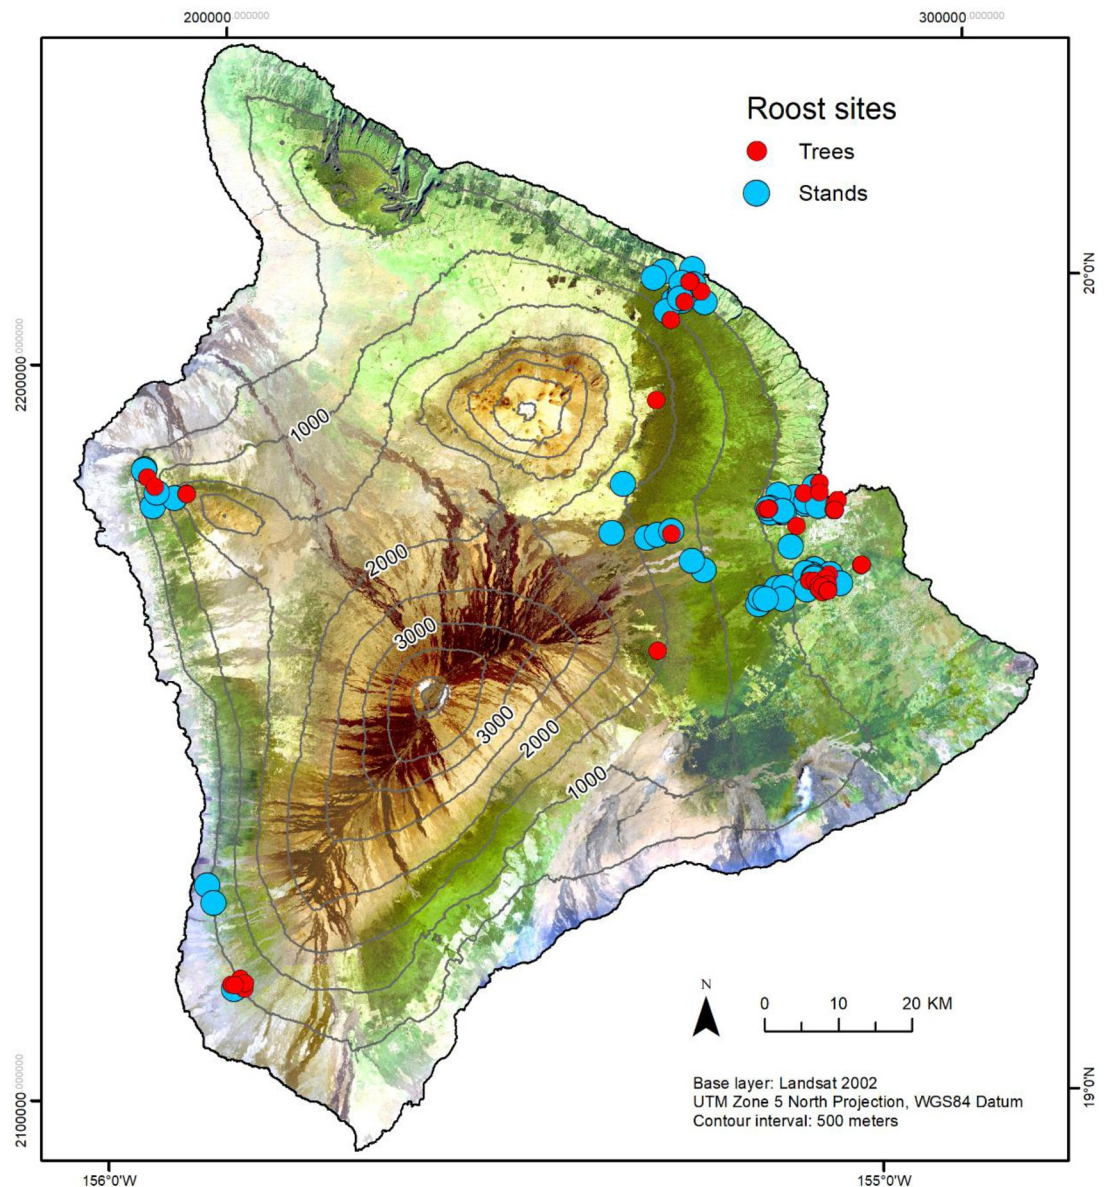 200000.000000
300000.000000
Roost sites
Trees
Stands
20°0'N
2200000.000000
1000
2000
3000
3000
2000
1000
N
0 10 20 KM
Base layer: Landsat 2002
UTM Zone 5 North Projection, WGS84 Datum
Contour interval: 500 meters
2100000.000000
19°0'N
156°0'W
155°0'W